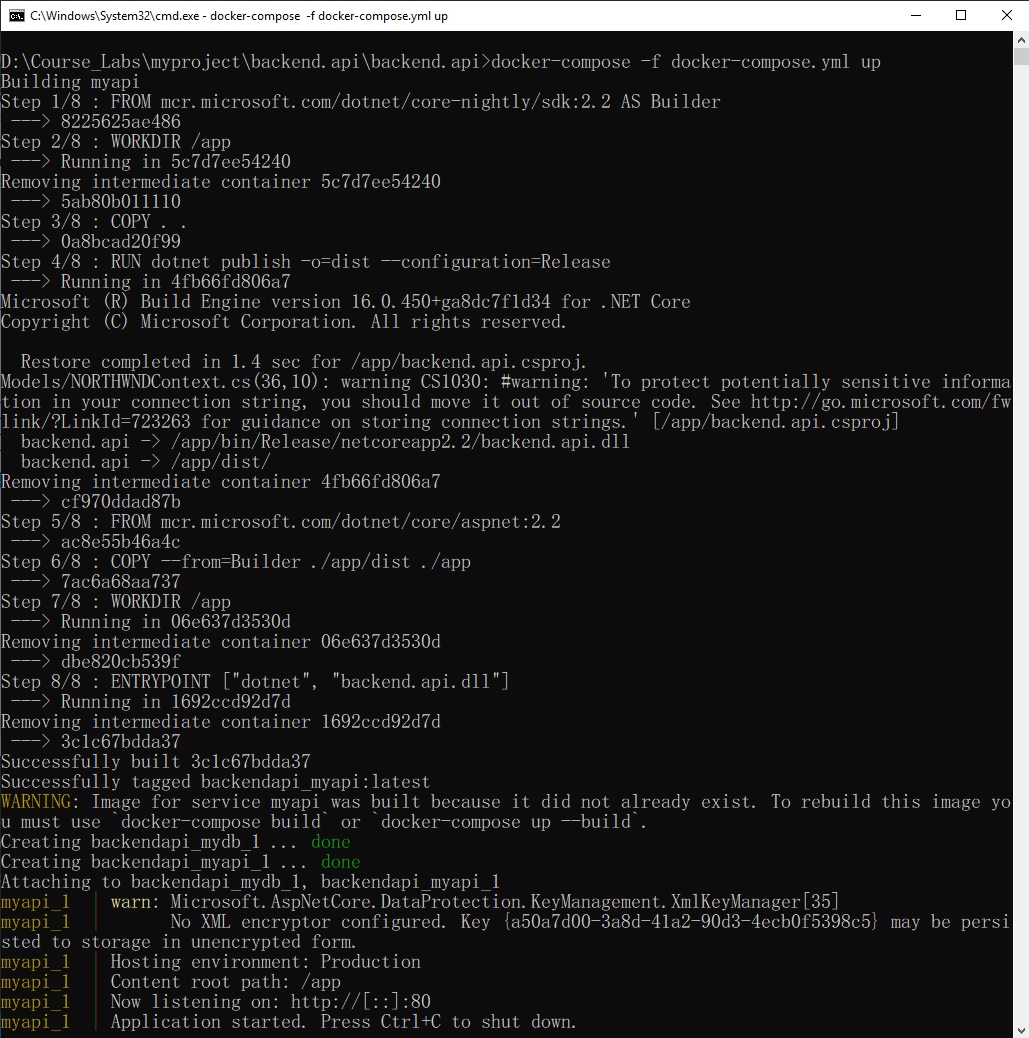 C:\Windows\System32\cmd.exe - docker-compose  -f docker-compose.yml up
D:\Course_Labs\myproject\backend.api\backend.api>docker-compose -f docker-compose.yml up
Building myapi
Step 1/8 : FROM mcr.microsoft.com/dotnet/core-nightly/sdk:2.2 AS Builder
 ---> 8225625ae486
Step 2/8 : WORKDIR /app
 ---> Running in 5c7d7ee54240
Removing intermediate container 5c7d7ee54240
 ---> 5ab80b011110
Step 3/8 : COPY . .
 ---> 0a8bcad20f99
Step 4/8 : RUN dotnet publish -o=dist --configuration=Release
 ---> Running in 4fb66fd806a7
Microsoft (R) Build Engine version 16.0.450+ga8dc7f1d34 for .NET Core
Copyright (C) Microsoft Corporation. All rights reserved.
  Restore completed in 1.4 sec for /app/backend.api.csproj.
Models/NORTHWNDContext.cs(36,10): warning CS1030: #warning: 'To protect potentially sensitive informa
tion in your connection string, you should move it out of source code. See http://go.microsoft.com/fw
link/?LinkId=723263 for guidance on storing connection strings.' [/app/backend.api.csproj]
  backend.api -> /app/bin/Release/netcoreapp2.2/backend.api.dll
  backend.api -> /app/dist/
Removing intermediate container 4fb66fd806a7
 ---> cf970ddad87b
Step 5/8 : FROM mcr.microsoft.com/dotnet/core/aspnet:2.2
 ---> ac8e55b46a4c
Step 6/8 : COPY --from=Builder ./app/dist ./app
 ---> 7ac6a68aa737
Step 7/8 : WORKDIR /app
 ---> Running in 06e637d3530d
Removing intermediate container 06e637d3530d
 ---> dbe820cb539f
Step 8/8 : ENTRYPOINT ["dotnet", "backend.api.dll"]
 ---> Running in 1692ccd92d7d
Removing intermediate container 1692ccd92d7d
 ---> 3c1c67bdda37
Successfully built 3c1c67bdda37
Successfully tagged backendapi_myapi:latest
WARNING: Image for service myapi was built because it did not already exist. To rebuild this image yo
u must use `docker-compose build` or `docker-compose up --build`.
Creating backendapi_mydb_1 ... done
Creating backendapi_myapi_1 ... done
Attaching to backendapi_mydb_1, backendapi_myapi_1
myapi_1  | warn: Microsoft.AspNetCore.DataProtection.KeyManagement.XmlKeyManager[35]
myapi_1  |       No XML encryptor configured. Key {a50a7d00-3a8d-41a2-90d3-4ecb0f5398c5} may be persi
sted to storage in unencrypted form.
myapi_1  | Hosting environment: Production
myapi_1  | Content root path: /app
myapi_1  | Now listening on: http://[::]:80
myapi_1  | Application started. Press Ctrl+C to shut down.